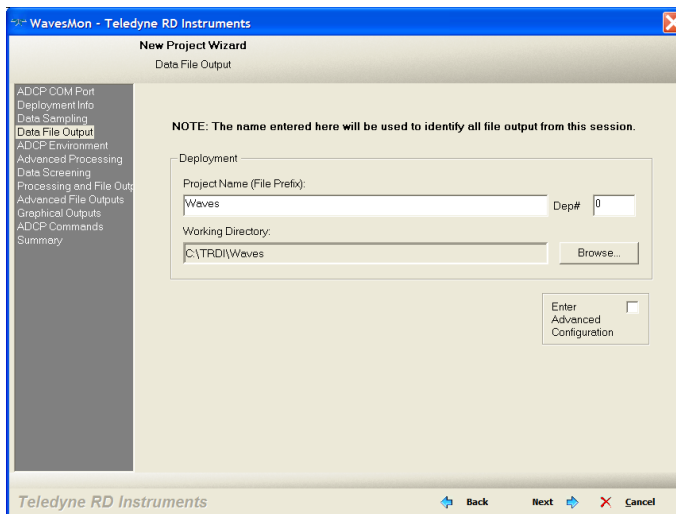 WavesMon - Teledyne RD Instruments
New Project Wizard
Data File Output
ADCP COM Port
Deployment Info
Data Sampling
Data File Output
ADCP Environment
Advanced Processing
Data Screening
Processing and File Outp
Advanced File Outputs
Graphical Outputs
ADCP Commands
Summary
NOTE: The name entered here will be used to identify all file output from this session.
Deployment
Project Name (File Prefix):
Waves
Dep# 0
Working Directory:
C:\TRDI\Waves
Browse...
Enter
Advanced
Configuration
Teledyne RD Instruments
Back Next Cancel